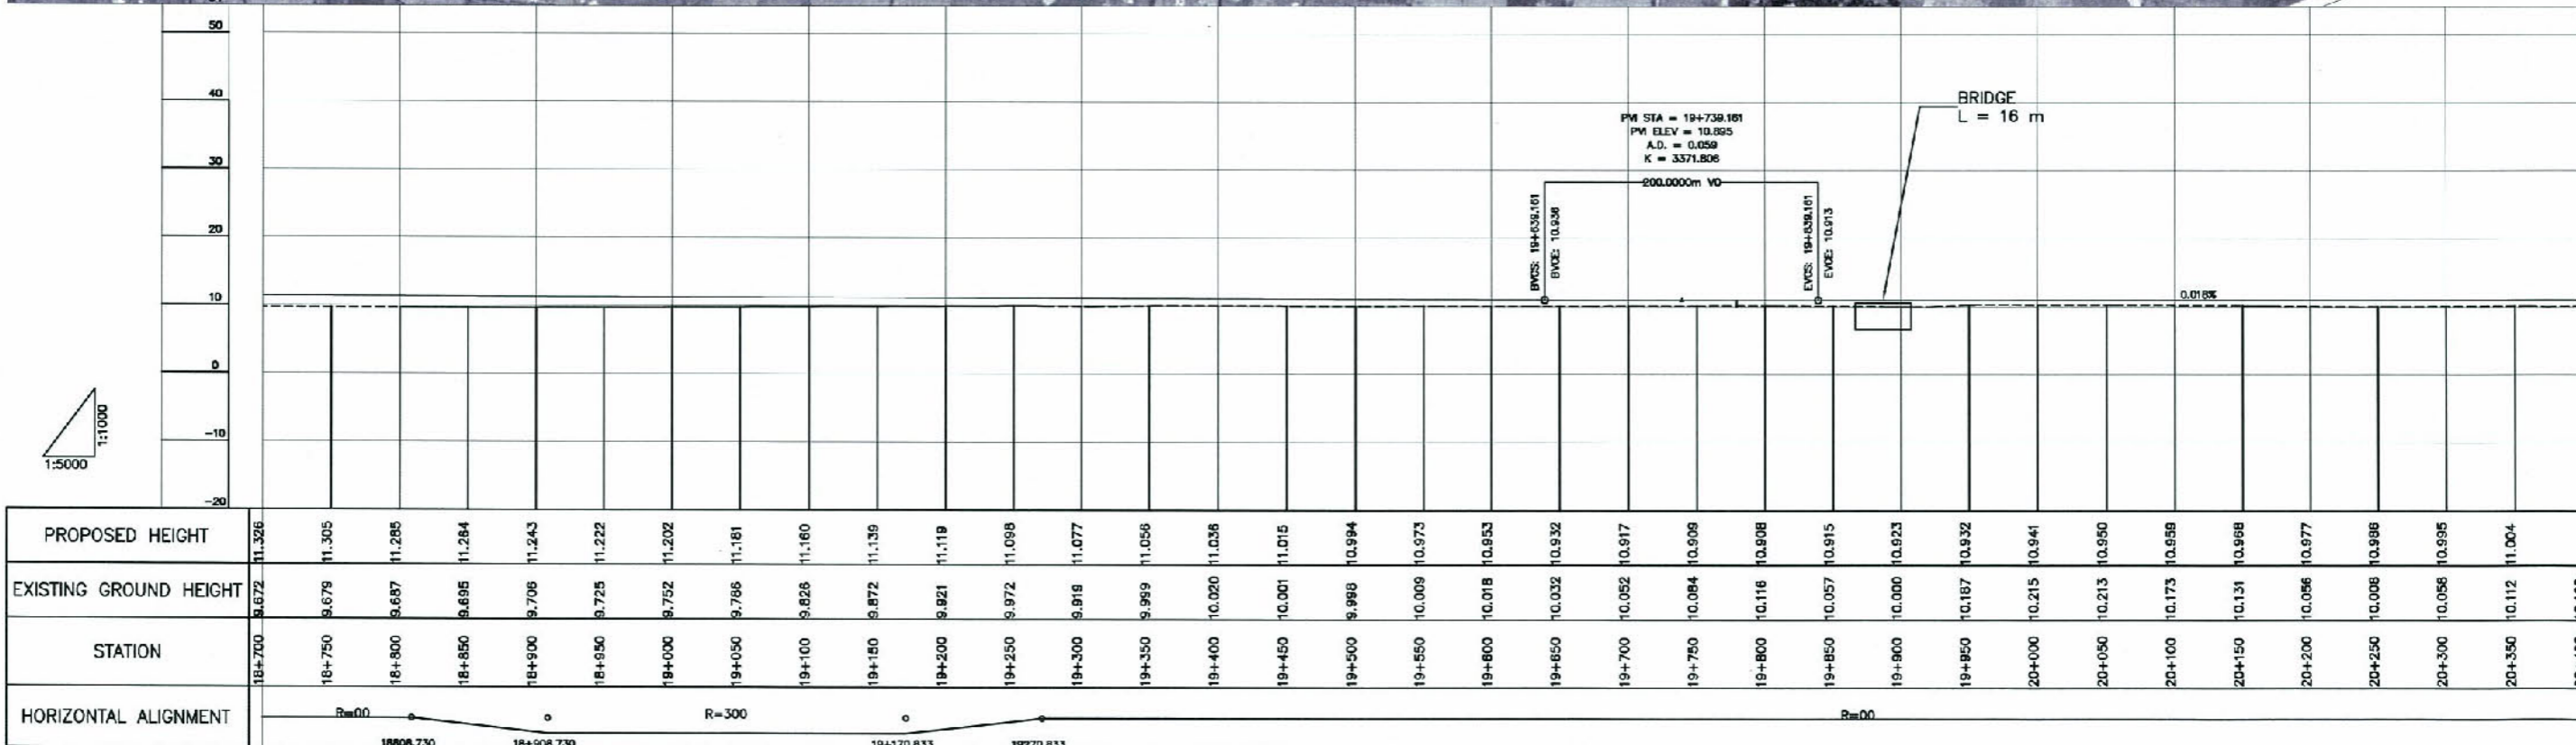 50
40
30
20
10
0
-10
-20
1:1000
1:5000
PVI STA = 19+739.161
PVI ELEV = 10.895
A.D. = 0.059
K = 3371.806
200.0000m VC
BVCS: 19+639.161
BVCE: 10.936
EVCS: 19+839.161
EVCE: 10.913
BRIDGE
L = 16 m
0.018%
PROPOSED HEIGHT 11.326 11.305 11.285 11.264 11.243 11.222 11.202 11.181 11.160 11.139 11.119 11.098 11.077 11.056 11.036 11.015 10.994 10.973 10.953 10.932 10.917 10.909 10.908 10.915 10.923 10.932 10.941 10.950 10.959 10.968 10.977 10.986 10.995 11.004
EXISTING GROUND HEIGHT 9.672 9.679 9.687 9.695 9.706 9.725 9.752 9.786 9.826 9.872 9.921 9.972 9.919 9.999 10.020 10.001 9.998 10.009 10.018 10.032 10.052 10.084 10.116 10.057 10.000 10.187 10.215 10.213 10.173 10.131 10.056 10.008 10.058 10.112
STATION 18+700 18+750 18+800 18+850 18+900 18+950 19+000 19+050 19+100 19+150 19+200 19+250 19+300 19+350 19+400 19+450 19+500 19+550 19+600 19+650 19+700 19+750 19+800 19+850 19+900 19+950 20+000 20+050 20+100 20+150 20+200 20+250 20+300 20+350
HORIZONTAL ALIGNMENT R=00 R=300 R=00
18808.730 18+908.730 19+170.833 19270.833